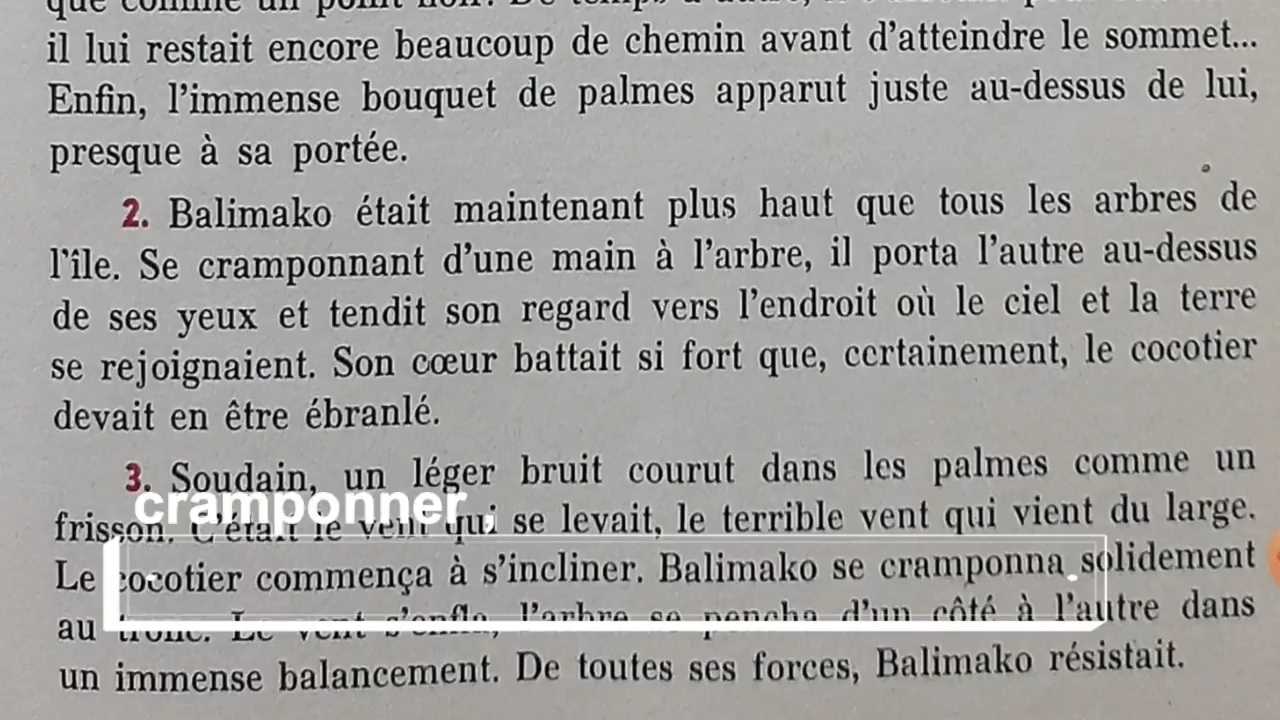 il lui restait encore beaucoup de chemin avant d'atteindre le sommet...
Enfin, l'immense bouquet de palmes apparut juste au-dessus de lui,
presque à sa portée.
2. Balimako était maintenant plus haut que tous les arbres de
l'île. Se cramponnant d'une main à l'arbre, il porta l'autre au-dessus
de ses yeux et tendit son regard vers l'endroit où le ciel et la terre
se rejoignaient. Son cœur battait si fort que, certainement, le cocotier
devait en être ébranlé.
3. Soudain, un léger bruit courut dans les palmes comme un
cramponner
frisson. C'était le vent qui se levait, le terrible vent qui vient du large.
Le cocotier commença à s'incliner. Balimako se cramponna solidement
au tronc. Le vent s'enfla, l'arbre se pencha d'un côté à l'autre dans
un immense balancement. De toutes ses forces, Balimako résistait.